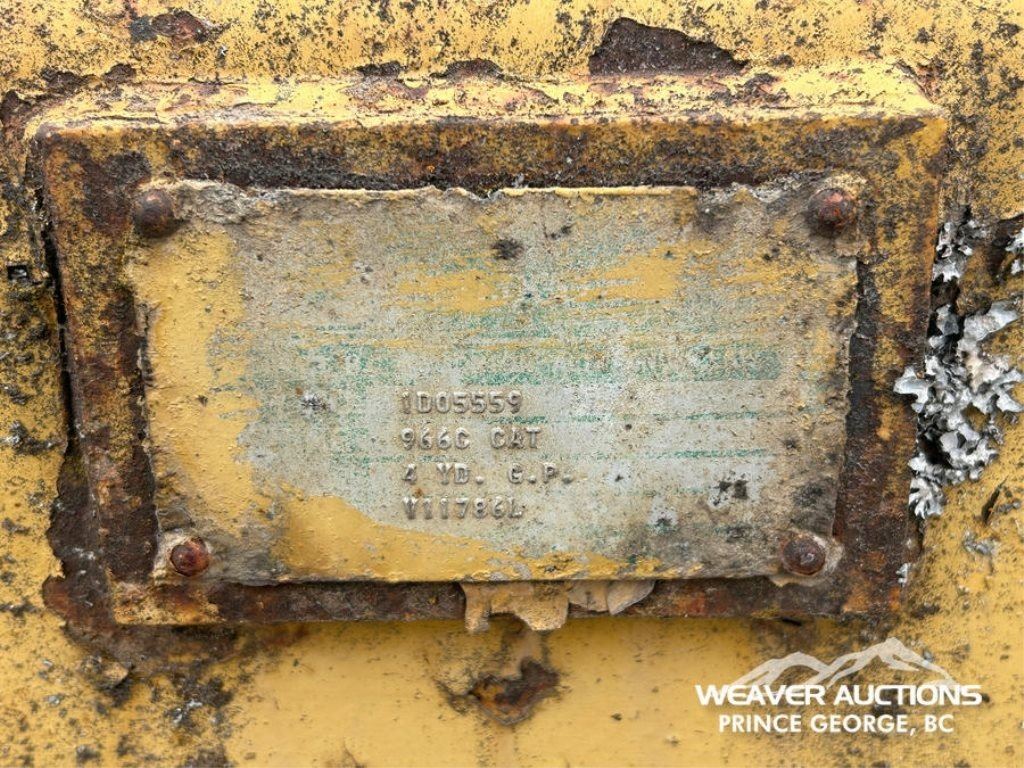 1D05559
966C CAT
4 YD. G.P.
V11786L
WEAVER AUCTIONS
PRINCE GEORGE, BC